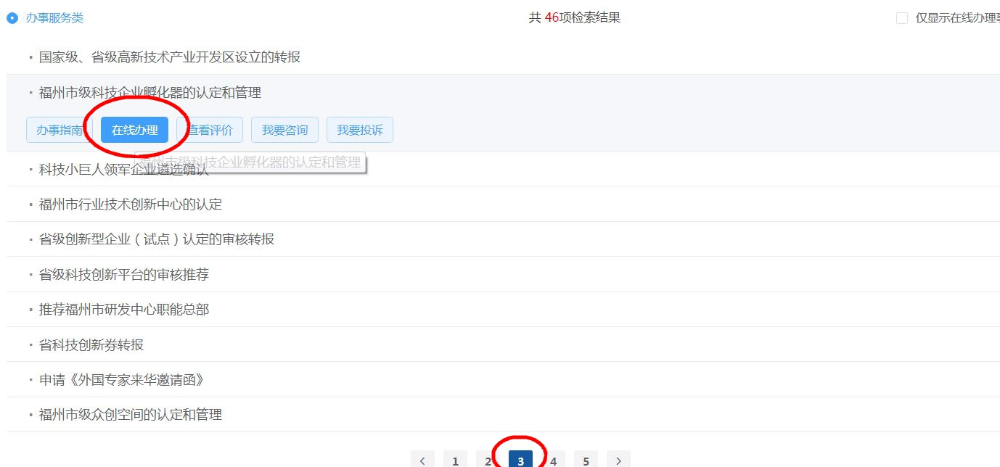 办事服务类 共 46项检索结果 仅显示在线办理事
国家级、省级高新技术产业开发区设立的转报
福州市级科技企业孵化器的认定和管理
办事指南 在线办理 查看评价 我要咨询 我要投诉
福州市级科技企业孵化器的认定和管理
科技小巨人领军企业遴选确认
福州市行业技术创新中心的认定
省级创新型企业（试点）认定的审核转报
省级科技创新平台的审核推荐
推荐福州市研发中心职能总部
省科技创新券转报
申请《外国专家来华邀请函》
福州市级众创空间的认定和管理
< 1 2 3 4 5 >